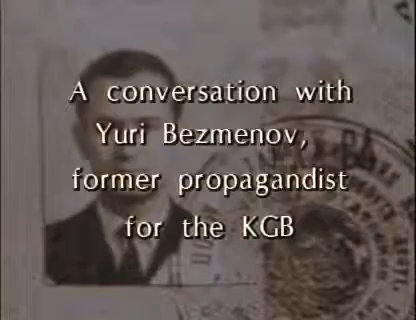 A conversation with
Yuri Bezmenov,
former propagandist
for the KGB